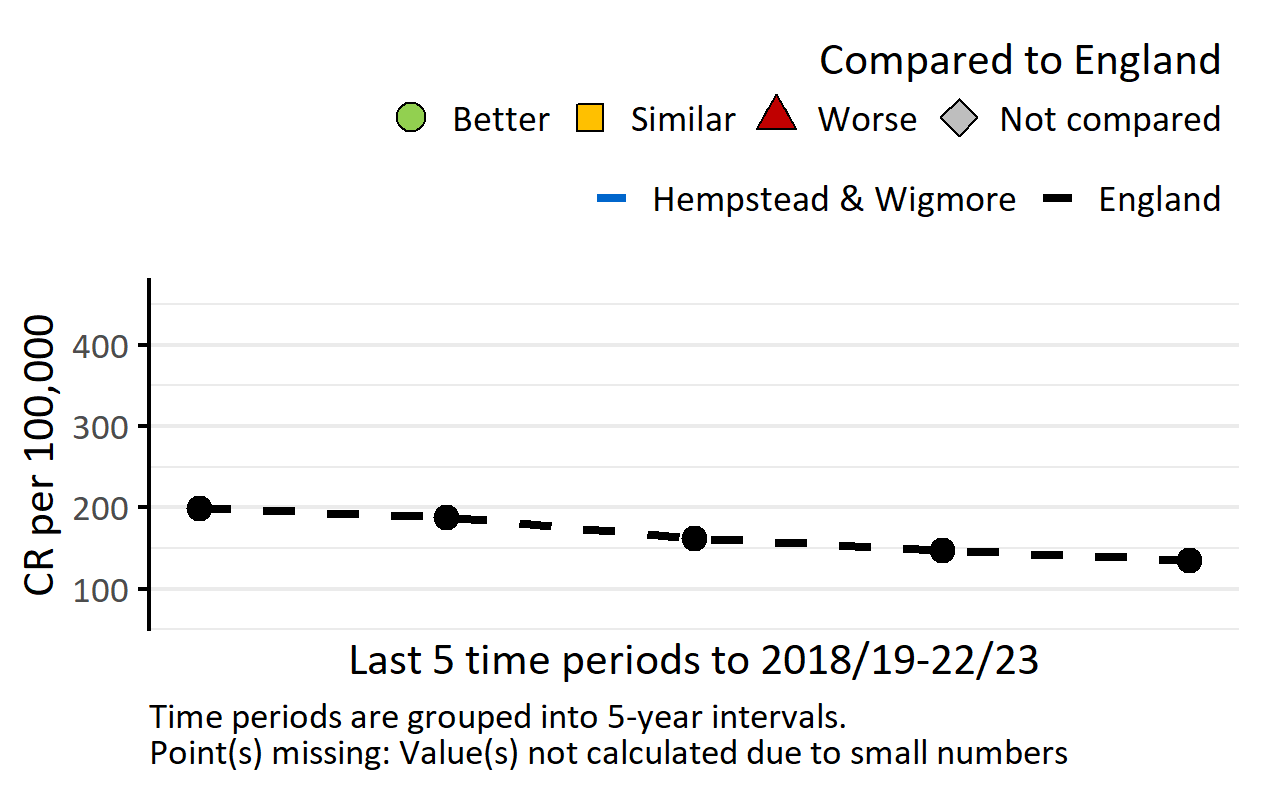 Compared to England
Better Similar Worse Not compared
Hempstead & Wigmore England
CR per 100,000
400
300
200
100
Last 5 time periods to 2018/19-22/23
Time periods are grouped into 5-year intervals.
Point(s) missing: Value(s) not calculated due to small numbers